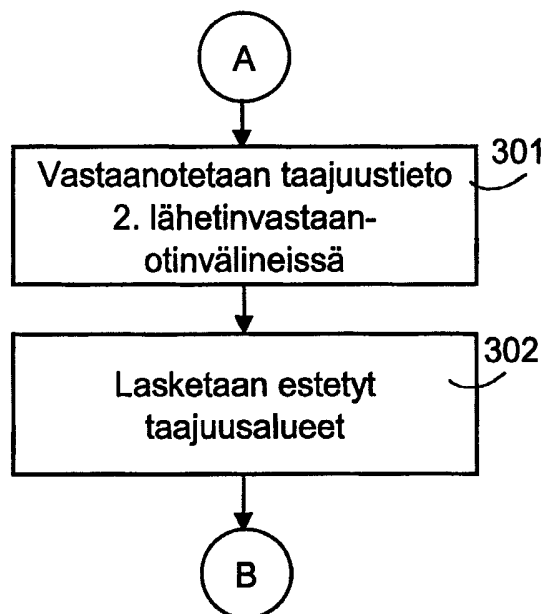 A
301
Vastaanotetaan taajuustieto
2. lähetinvastaan-
otinvälineissä
302
Lasketaan estetyt
taajuusalueet
B